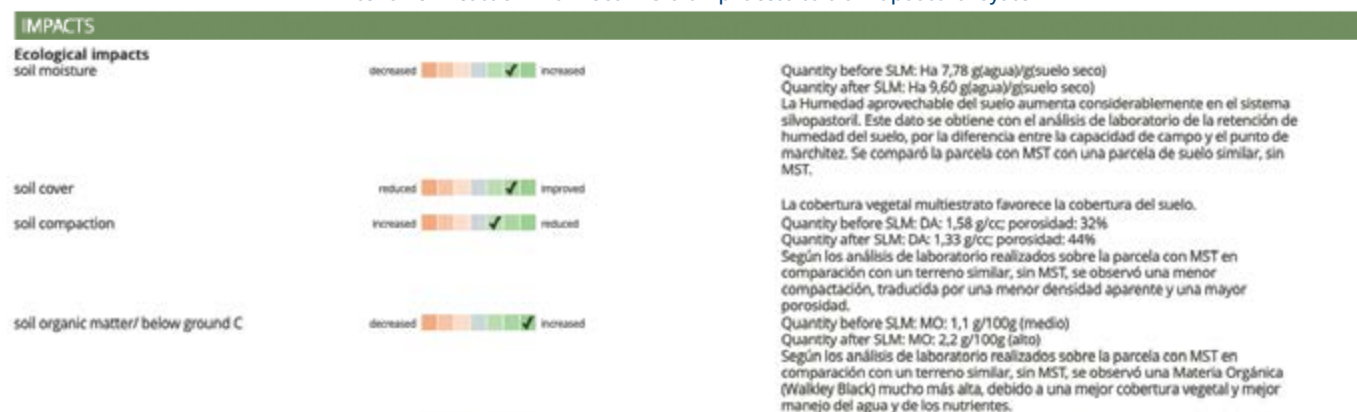 IMPACTS
Ecological impacts
soil moisture
decreased
increased
Quantity before SLM: Ha 7,78 g(agua)/g(suelo seco)
Quantity after SLM: Ha 9,60 g(agua)/g(suelo seco)
La Humedad aprovechable del suelo aumenta considerablemente en el sistema
silvopastoril. Este dato se obtiene con el análisis de laboratorio de la retención de
humedad del suelo, por la diferencia entre la capacidad de campo y el punto de
marchitez. Se comparó la parcela con MST con una parcela de suelo similar, sin
MST.
soil cover
reduced
improved
La cobertura vegetal multiestrato favorece la cobertura del suelo.
soil compaction
increased
reduced
Quantity before SLM: DA: 1,58 g/cc; porosidad: 32%
Quantity after SLM: DA: 1,33 g/cc; porosidad: 44%
Según los análisis de laboratorio realizados sobre la parcela con MST en
comparación con un terreno similar, sin MST, se observó una menor
compactación, traducida por una menor densidad aparente y una mayor
porosidad.
soil organic matter/ below ground C
decreased
increased
Quantity before SLM: MO: 1,1 g/100g (medio)
Quantity after SLM: MO: 2,2 g/100g (alto)
Según los análisis de laboratorio realizados sobre la parcela con MST en
comparación con un terreno similar, sin MST, se observó una Materia Orgánica
(Walkley Black) mucho más alta, debido a una mejor cobertura vegetal y mejor
manejo del agua y de los nutrientes.